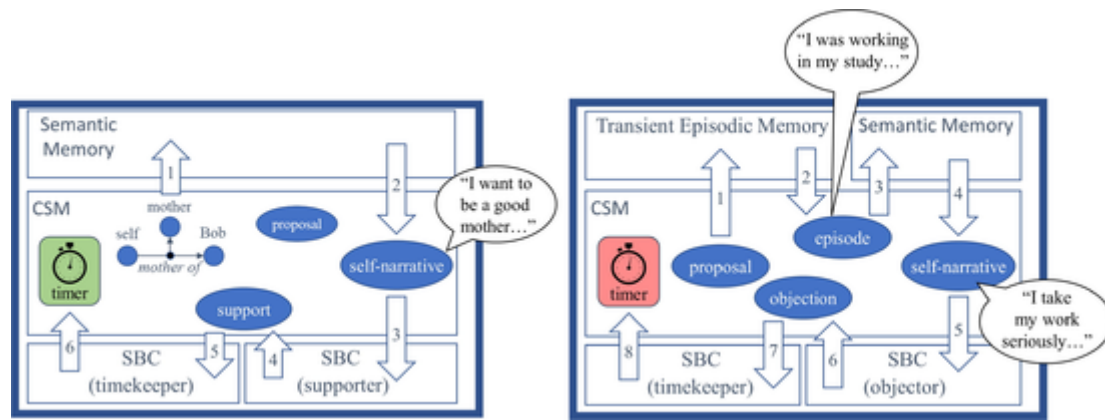 Semantic
Memory
1
2
"I want to
be a good
mother…"
CSM
mother
self
Bob
mother of
proposal
self-narrative
timer
support
6
5
4
3
SBC
(timekeeper)
SBC
(supporter)
"I was working
in my study…"
Transient Episodic Memory
Semantic Memory
1
2
3
4
CSM
episode
proposal
self-narrative
timer
objection
"I take
my work
seriously…"
8
7
6
5
SBC
(timekeeper)
SBC
(objector)